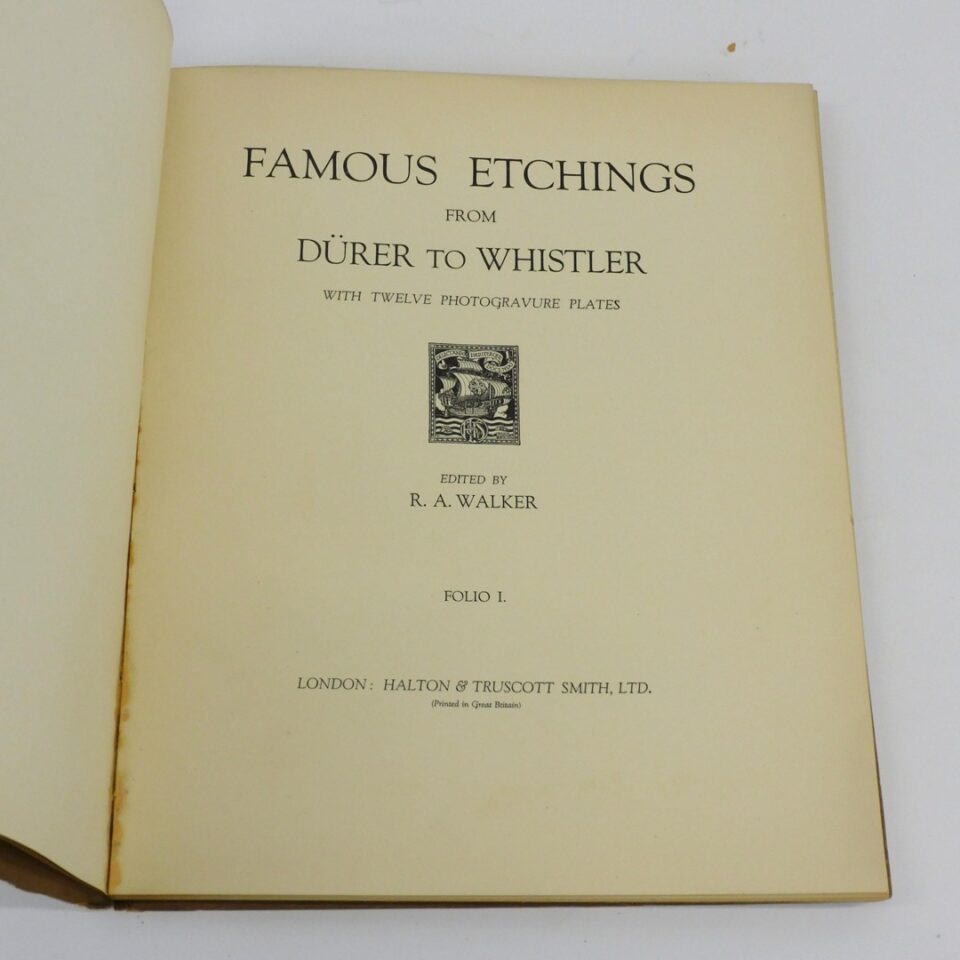 FAMOUS ETCHINGS
FROM
DÜRER TO WHISTLER
WITH TWELVE PHOTOGRAVURE PLATES
EDITED BY
R. A. WALKER
FOLIO I.
LONDON: HALTON & TRUSCOTT SMITH, LTD.
(Printed in Great Britain)